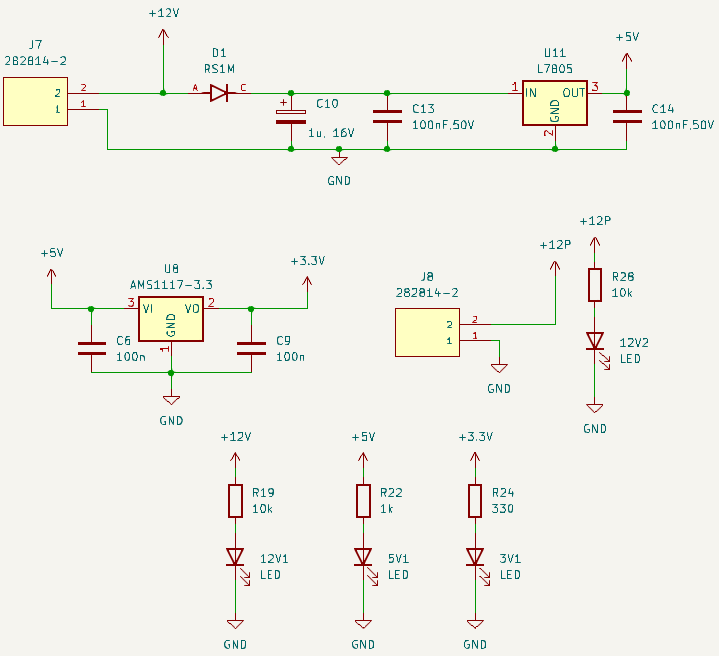 +12V
J7
282814-2
2
2
1
1
D1
RS1M
A
C
+
C10
1u, 16V
C13
100nF,50V
U11
L7805
1
IN
OUT
3
GND
2
+5V
C14
100nF,50V
GND
+5V
U8
AMS1117-3.3
3
VI
VO
2
GND
1
+3.3V
C6
100n
C9
100n
GND
J8
282814-2
2
2
1
1
+12P
GND
+12P
R28
10k
12V2
LED
GND
+12V
R19
10k
12V1
LED
GND
+5V
R22
1k
5V1
LED
GND
+3.3V
R24
330
3V1
LED
GND